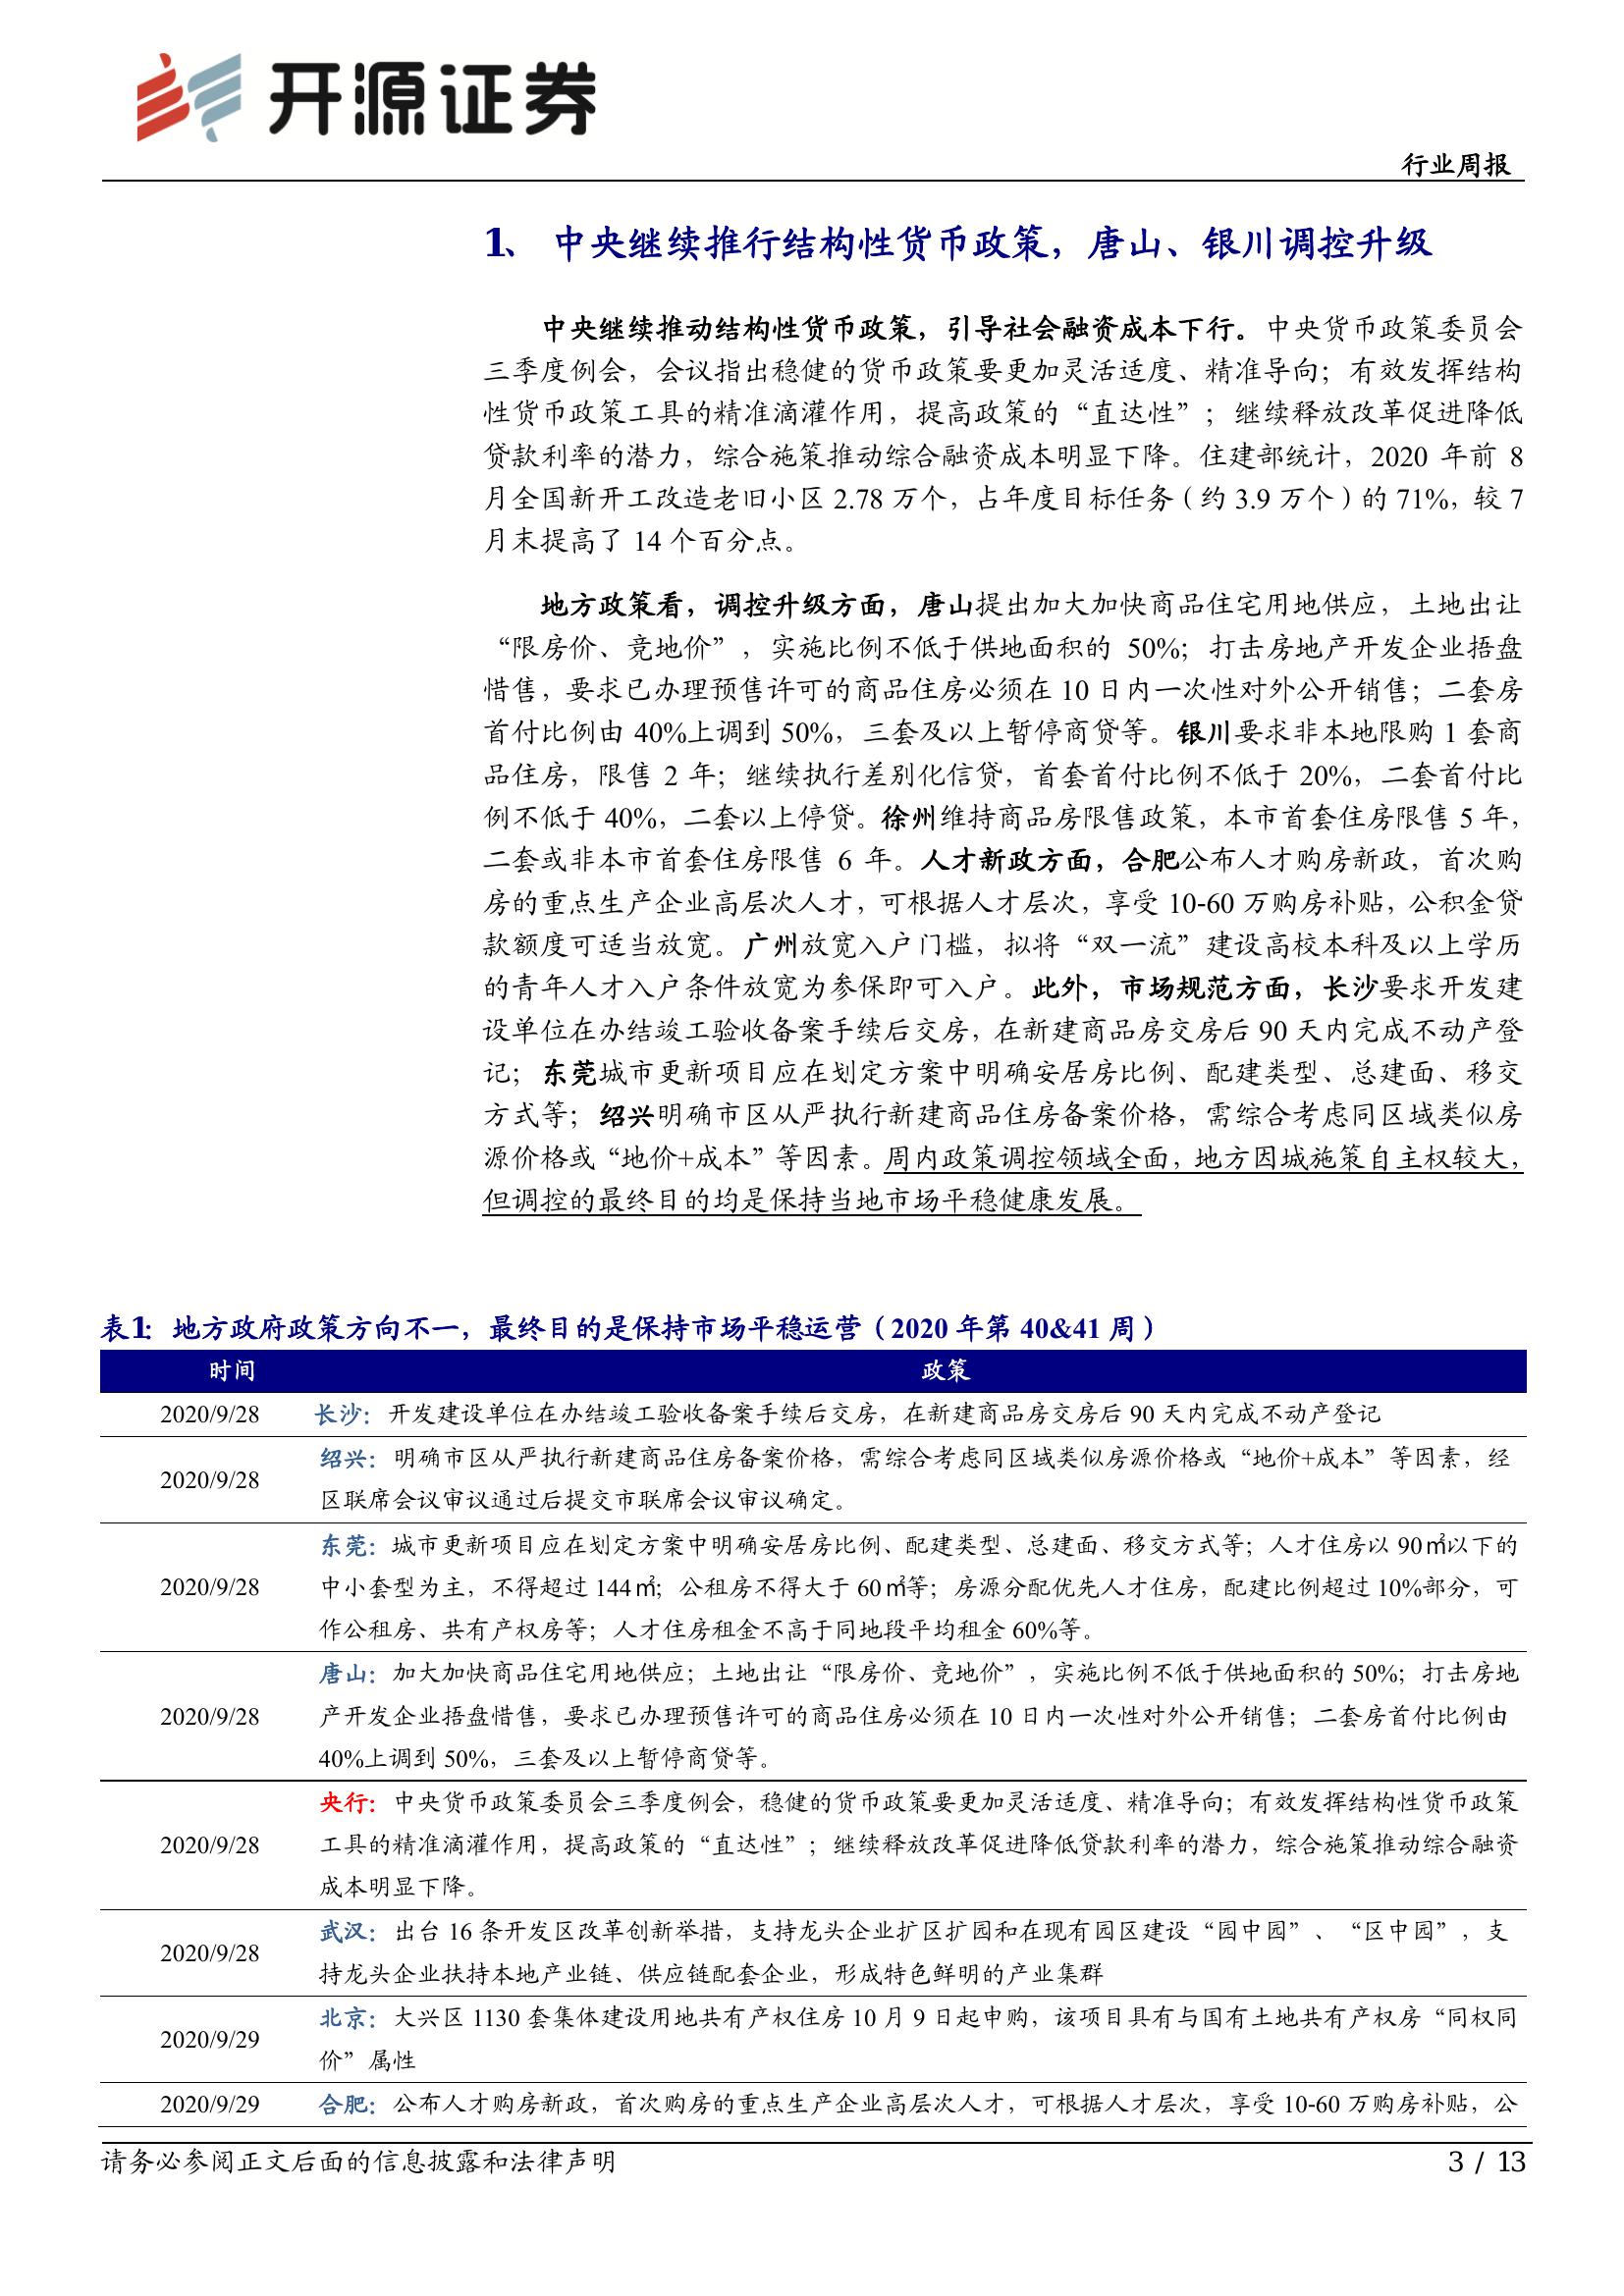 开源证券
行业周报
1、 中央继续推行结构性货币政策，唐山、银川调控升级
中央继续推动结构性货币政策，引导社会融资成本下行。中央货币政策委员会
三季度例会，会议指出稳健的货币政策要更加灵活适度、精准导向；有效发挥结构
性货币政策工具的精准滴灌作用，提高政策的“直达性”；继续释放改革促进降低
贷款利率的潜力，综合施策推动综合融资成本明显下降。住建部统计，2020 年前 8
月全国新开工改造老旧小区 2.78 万个，占年度目标任务（约 3.9 万个）的 71%，较 7
月末提高了 14 个百分点。
地方政策看，调控升级方面，唐山提出加大加快商品住宅用地供应，土地出让
“限房价、竞地价”，实施比例不低于供地面积的 50%；打击房地产开发企业捂盘
惜售，要求已办理预售许可的商品住房必须在 10 日内一次性对外公开销售；二套房
首付比例由 40%上调到 50%，三套及以上暂停商贷等。银川要求非本地限购 1 套商
品住房，限售 2 年；继续执行差别化信贷，首套首付比例不低于 20%，二套首付比
例不低于 40%，二套以上停贷。徐州维持商品房限售政策，本市首套住房限售 5 年，
二套或非本市首套住房限售 6 年。人才新政方面，合肥公布人才购房新政，首次购
房的重点生产企业高层次人才，可根据人才层次，享受 10-60 万购房补贴，公积金贷
款额度可适当放宽。广州放宽入户门槛，拟将“双一流”建设高校本科及以上学历
的青年人才入户条件放宽为参保即可入户。此外，市场规范方面，长沙要求开发建
设单位在办结竣工验收备案手续后交房，在新建商品房交房后 90 天内完成不动产登
记；东莞城市更新项目应在划定方案中明确安居房比例、配建类型、总建面、移交
方式等；绍兴明确市区从严执行新建商品住房备案价格，需综合考虑同区域类似房
源价格或“地价+成本”等因素。周内政策调控领域全面，地方因城施策自主权较大，
但调控的最终目的均是保持当地市场平稳健康发展。
表1： 地方政府政策方向不一，最终目的是保持市场平稳运营（2020 年第 40&41 周）
时间 政策
2020/9/28 长沙：开发建设单位在办结竣工验收备案手续后交房，在新建商品房交房后 90 天内完成不动产登记
2020/9/28 绍兴：明确市区从严执行新建商品住房备案价格，需综合考虑同区域类似房源价格或“地价+成本”等因素，经
区联席会议审议通过后提交市联席会议审议确定。
2020/9/28 东莞：城市更新项目应在划定方案中明确安居房比例、配建类型、总建面、移交方式等；人才住房以 90㎡以下的
中小套型为主，不得超过 144㎡；公租房不得大于 60㎡等；房源分配优先人才住房，配建比例超过 10%部分，可
作公租房、共有产权房等；人才住房租金不高于同地段平均租金 60%等。
2020/9/28 唐山：加大加快商品住宅用地供应；土地出让“限房价、竞地价”，实施比例不低于供地面积的 50%；打击房地
产开发企业捂盘惜售，要求已办理预售许可的商品住房必须在 10 日内一次性对外公开销售；二套房首付比例由
40%上调到 50%，三套及以上暂停商贷等。
2020/9/28 央行：中央货币政策委员会三季度例会，稳健的货币政策要更加灵活适度、精准导向；有效发挥结构性货币政策
工具的精准滴灌作用，提高政策的“直达性”；继续释放改革促进降低贷款利率的潜力，综合施策推动综合融资
成本明显下降。
2020/9/28 武汉：出台 16 条开发区改革创新举措，支持龙头企业扩区扩园和在现有园区建设“园中园”、“区中园”，支
持龙头企业扶持本地产业链、供应链配套企业，形成特色鲜明的产业集群
2020/9/29 北京：大兴区 1130 套集体建设用地共有产权住房 10 月 9 日起申购，该项目具有与国有土地共有产权房“同权同
价”属性
2020/9/29 合肥：公布人才购房新政，首次购房的重点生产企业高层次人才，可根据人才层次，享受 10-60 万购房补贴，公
请务必参阅正文后面的信息披露和法律声明 3 / 13